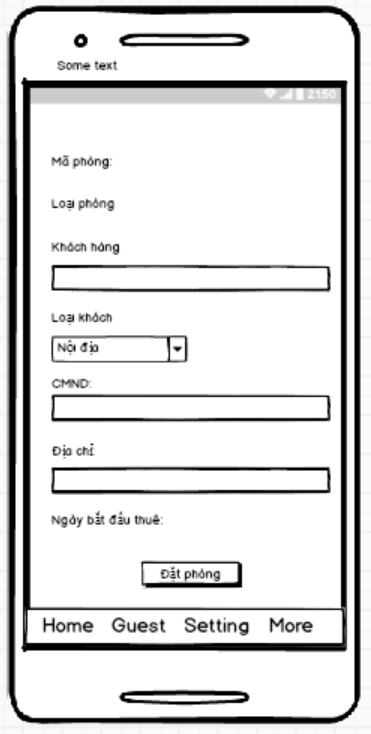 Some text
21:50
Mã phòng:
Loại phòng
Khách hàng
Loại khách
Nội địa
CMND:
Địa chỉ
Ngày bắt đầu thuê:
Đặt phòng
Home Guest Setting More